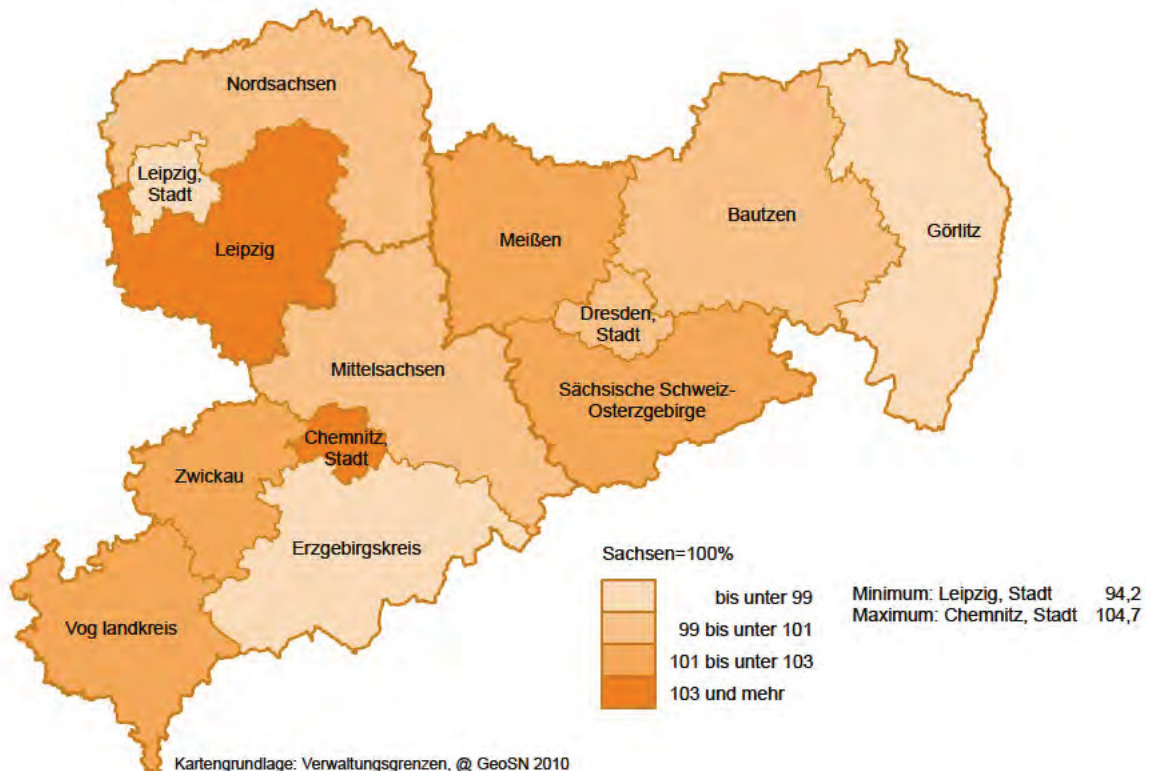 Nordsachsen
Leipzig,
Stadt
Leipzig
Meißen
Bautzen
Görlitz
Dresden,
Stadt
Mittelsachsen
Sächsische Schweiz-
Osterzgebirge
Chemnitz,
Stadt
Zwickau
Erzgebirgskreis
Vog landkreis
Sachsen=100%
bis unter 99
99 bis unter 101
101 bis unter 103
103 und mehr
Minimum: Leipzig, Stadt 94,2
Maximum: Chemnitz, Stadt 104,7
Kartengrundlage: Verwaltungsgrenzen, @ GeoSN 2010